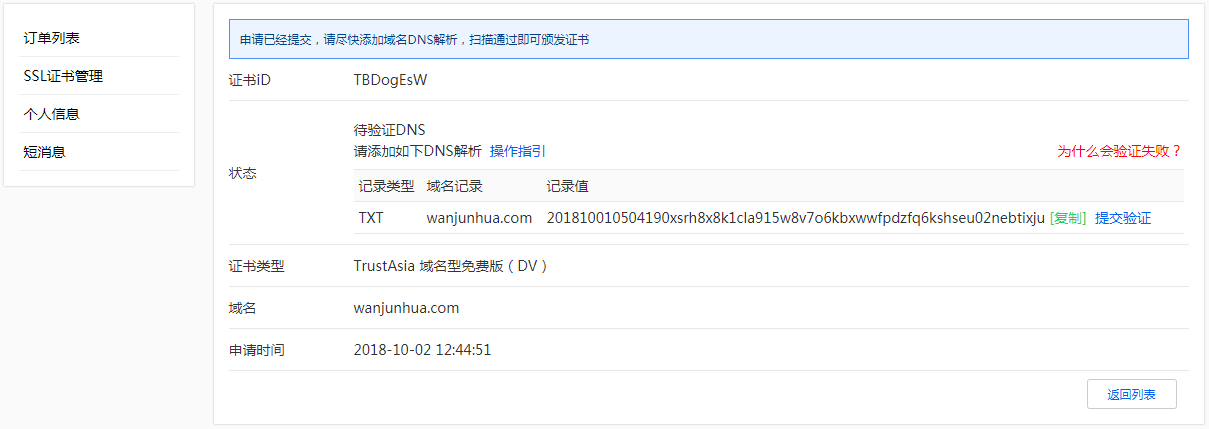 订单列表
SSL证书管理
个人信息
短消息
申请已经提交，请尽快添加域名DNS解析，扫描通过即可颁发证书
证书ID TBDogEsW
状态
待验证DNS
请添加如下DNS解析 操作指引 为什么会验证失败？
记录类型 域名记录 记录值
TXT wanjunhua.com 201810010504190xsrh8x8k1cla915w8v7o6kbxwwfpdzfq6kshseu02nebtixju [复制] 提交验证
证书类型 TrustAsia 域名型免费版（DV）
域名 wanjunhua.com
申请时间 2018-10-02 12:44:51
返回列表